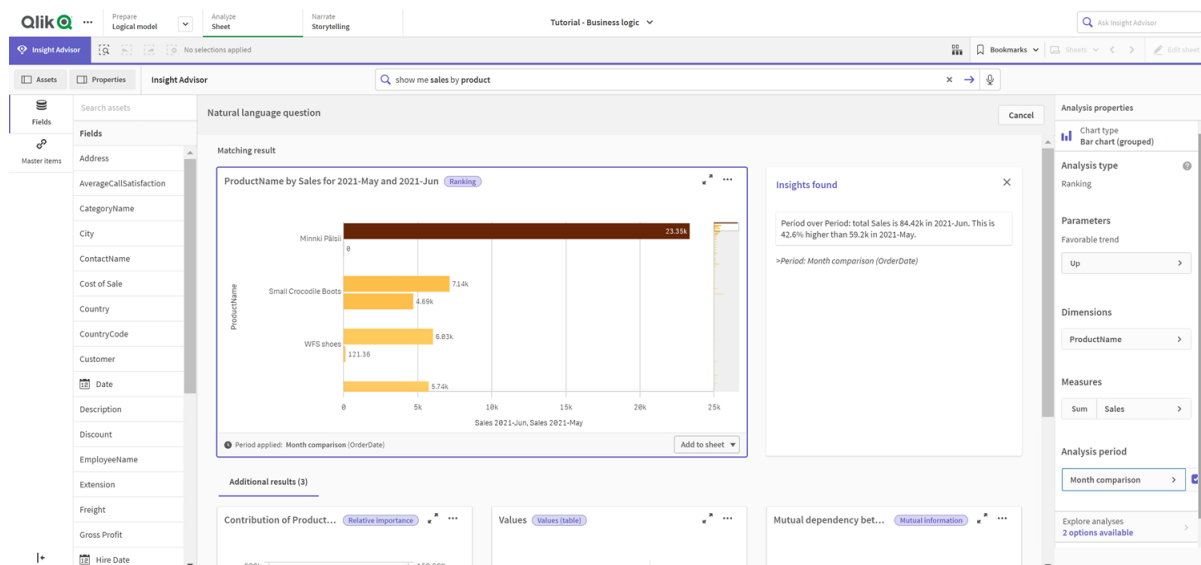 Qlik
Prepare
Logical model
Analyze
Sheet
Narrate
Storytelling
Tutorial - Business logic
Ask Insight Advisor
Insight Advisor
No selections applied
Bookmarks
Sheets
Edit sheet
Assets
Properties
Insight Advisor
show me sales by product
Fields
Master items
Search assets
Fields
Address
AverageCallSatisfaction
CategoryName
City
ContactName
Cost of Sale
Country
CountryCode
Customer
Date
Description
Discount
EmployeeName
Extension
Freight
Gross Profit
Hire Date
Natural language question
Cancel
Matching result
ProductName by Sales for 2021-May and 2021-Jun
Ranking
ProductName
Minnki Pälsii
23.35k
0
Small Crocodile Boots
7.14k
4.69k
WFS shoes
6.03k
121.36
5.74k
0
5k
10k
15k
20k
25k
Sales 2021-Jun, Sales 2021-May
Period applied: Month comparison (OrderDate)
Add to sheet
Insights found
Period over Period: total Sales is 84.42k in 2021-Jun. This is
42.6% higher than 59.2k in 2021-May.
>Period: Month comparison (OrderDate)
Additional results (3)
Contribution of Product...
Relative importance
Values
Values (table)
Mutual dependency bet...
Mutual information
Analysis properties
Chart type
Bar chart (grouped)
Analysis type
Ranking
Parameters
Favorable trend
Up
Dimensions
ProductName
Measures
Sum
Sales
Analysis period
Month comparison
Explore analyses
2 options available